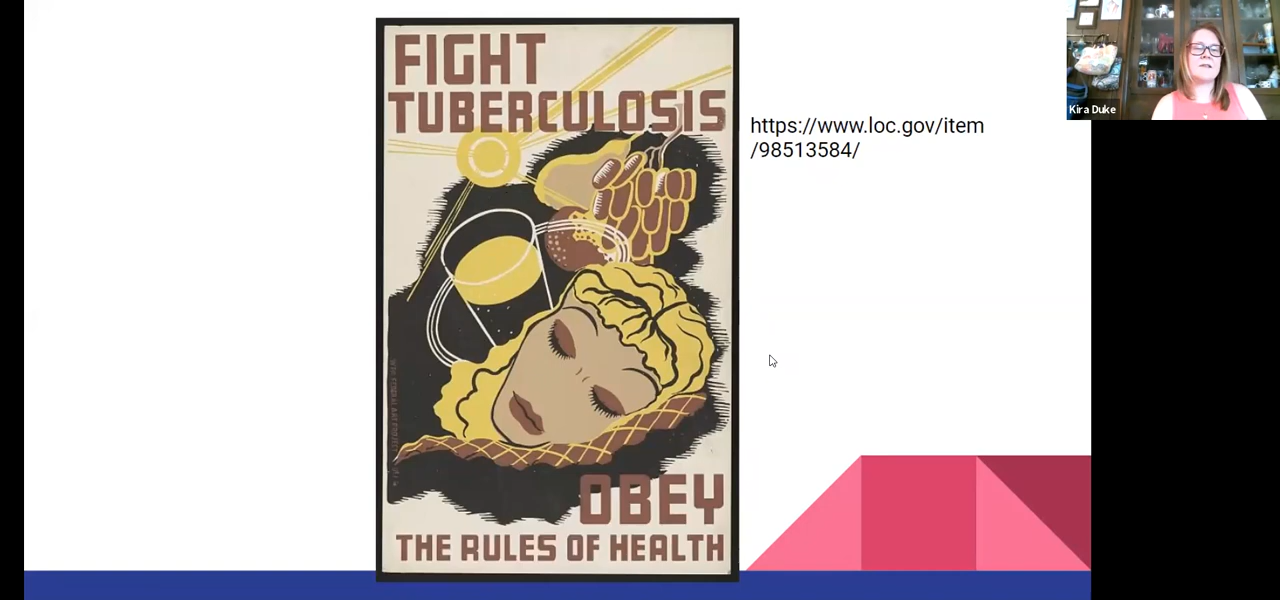 FIGHT
TUBERCULOSIS
OBEY
THE RULES OF HEALTH
https://www.loc.gov/item
/98513584/
Kira Duke